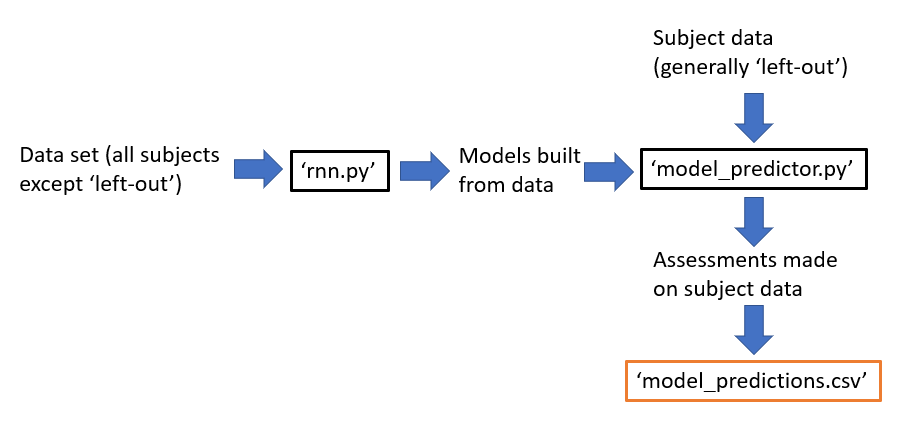 Subject data
(generally ‘left-out’)
Data set (all subjects
except ‘left-out’)
‘rnn.py’
Models built
from data
‘model_predictor.py’
Assessments made
on subject data
‘model_predictions.csv’